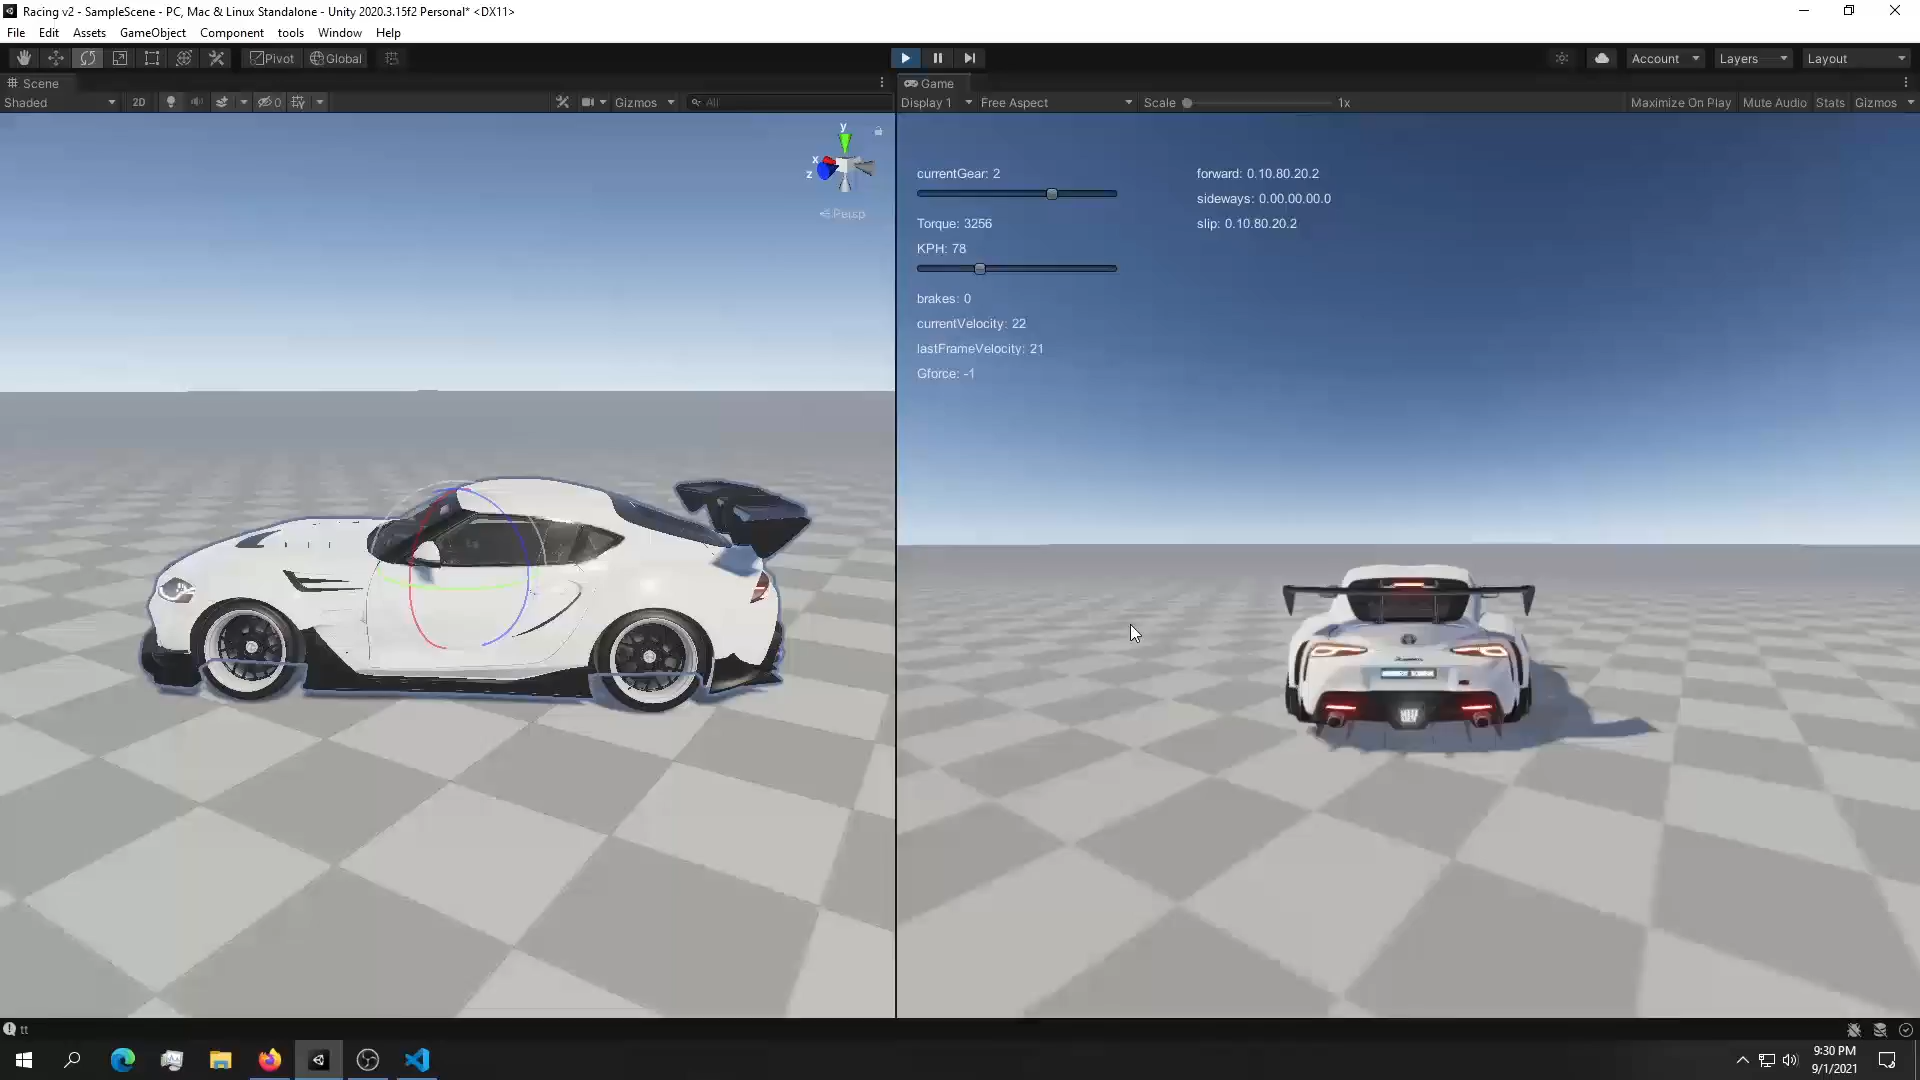 Racing v2 - SampleScene - PC, Mac & Linux Standalone - Unity 2020.3.15f2 Personal* <DX11>
File Edit Assets GameObject Component tools Window Help
Pivot Global Account Layers Layout
Scene
Game
Shaded 2D 0 Gizmos All
Display 1 Free Aspect Scale 1x Maximize On Play Mute Audio Stats Gizmos
y
x
z
Persp
currentGear: 2
Torque: 3256
KPH: 78
brakes: 0
currentVelocity: 22
lastFrameVelocity: 21
Gforce: -1
forward: 0.10.80.20.2
sideways: 0.00.00.00.0
slip: 0.10.80.20.2
tt
9:30 PM
9/1/2021